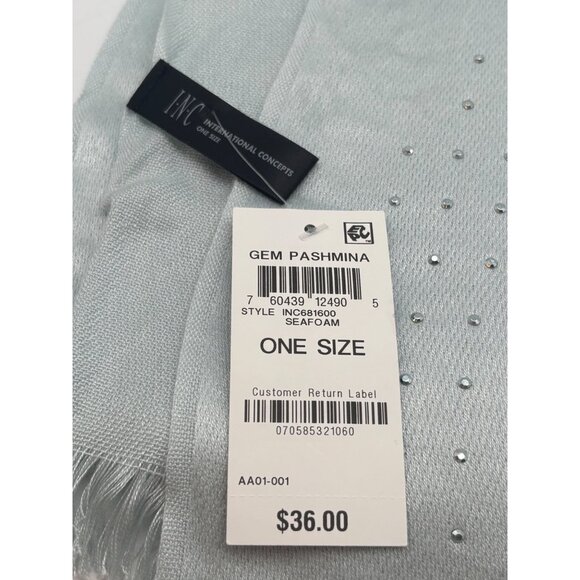 I·N·C
INTERNATIONAL CONCEPTS
ONE SIZE
GEM PASHMINA
7 60439 12490 5
STYLE INC681600
SEAFOAM
ONE SIZE
Customer Return Label
070585321060
AA01-001
$36.00